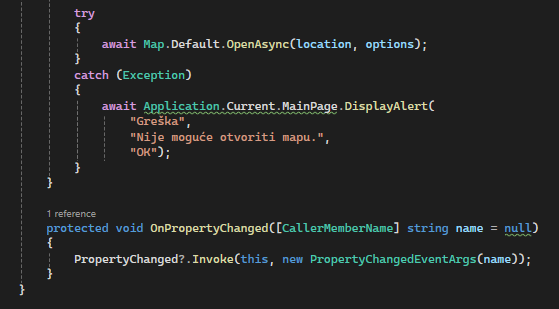 try
{
await Map.Default.OpenAsync(location, options);
}
catch (Exception)
{
await Application.Current.MainPage.DisplayAlert(
"Greška",
"Nije moguće otvoriti mapu.",
"OK");
}
}
1 reference
protected void OnPropertyChanged([CallerMemberName] string name = null)
{
PropertyChanged?.Invoke(this, new PropertyChangedEventArgs(name));
}
}